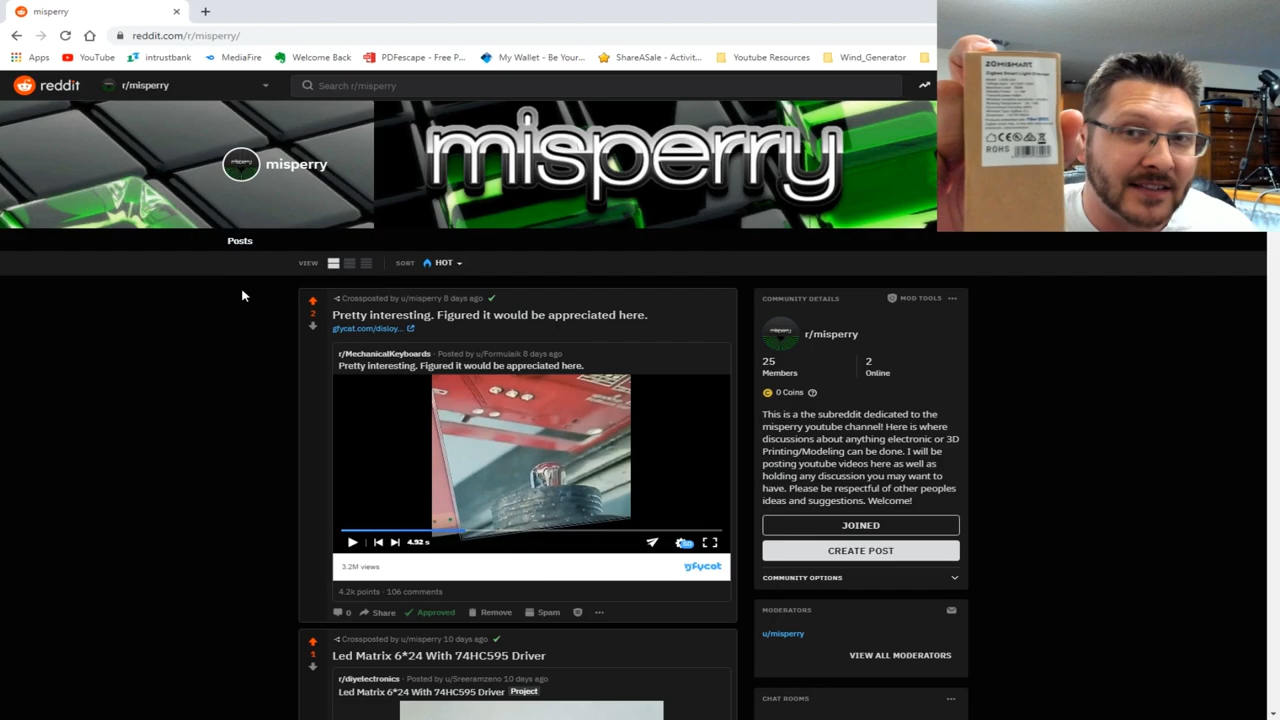 misperry
reddit.com/r/misperry/
Apps
YouTube
intrustbank
MediaFire
Welcome Back
PDFescape - Free P...
My Wallet - Be Your...
ShareASale - Activit...
Youtube Resources
Wind_Generator
reddit
r/misperry
Search r/misperry
misperry
misperry
ZEMISMART
Zigbee Smart Light Dimmer
ROHS
Posts
VIEW
SORT
HOT
Crossposted by u/misperry 8 days ago
2
Pretty interesting. Figured it would be appreciated here.
gfycat.com/disloy...
r/MechanicalKeyboards · Posted by u/Formulaik 8 days ago
Pretty interesting. Figured it would be appreciated here.
4.92 s
3.2M views
gfycat
4.2k points · 106 comments
0
Share
Approved
Remove
Spam
Crossposted by u/misperry 10 days ago
1
Led Matrix 6*24 With 74HC595 Driver
r/diyelectronics · Posted by u/Sreeramzeno 10 days ago
Led Matrix 6*24 With 74HC595 Driver Project
COMMUNITY DETAILS
MOD TOOLS
r/misperry
25
2
Members
Online
0 Coins
This is a the subreddit dedicated to the
misperry youtube channel! Here is where
discussions about anything electronic or 3D
Printing/Modeling can be done. I will be
posting youtube videos here as well as
holding any discussion you may want to
have. Please be respectful of other peoples
ideas and suggestions. Welcome!
JOINED
CREATE POST
COMMUNITY OPTIONS
MODERATORS
u/misperry
VIEW ALL MODERATORS
CHAT ROOMS